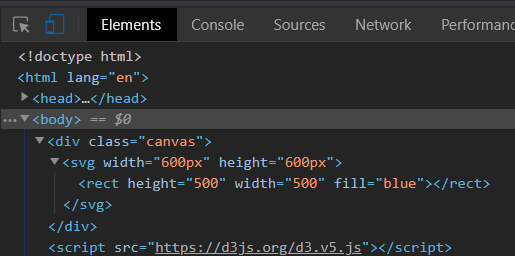 Elements Console Sources Network Performanc
<!doctype html>
<html lang="en">
<head>…</head>
…<body> == $0
<div class="canvas">
<svg width="600px" height="600px">
<rect height="500" width="500" fill="blue"></rect>
</svg>
</div>
<script src="https://d3js.org/d3.v5.js"></script>